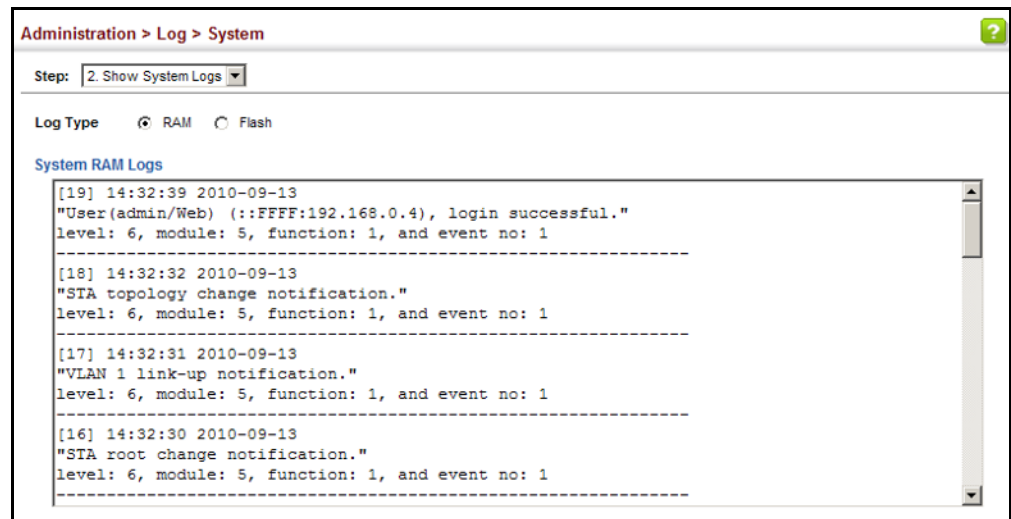 Administration > Log > System
?
Step: 2. Show System Logs
Log Type RAM Flash
System RAM Logs
[19] 14:32:39 2010-09-13
"User(admin/Web) (::FFFF:192.168.0.4), login successful."
level: 6, module: 5, function: 1, and event no: 1
---------------------------------------------------------------
[18] 14:32:32 2010-09-13
"STA topology change notification."
level: 6, module: 5, function: 1, and event no: 1
---------------------------------------------------------------
[17] 14:32:31 2010-09-13
"VLAN 1 link-up notification."
level: 6, module: 5, function: 1, and event no: 1
---------------------------------------------------------------
[16] 14:32:30 2010-09-13
"STA root change notification."
level: 6, module: 5, function: 1, and event no: 1
---------------------------------------------------------------